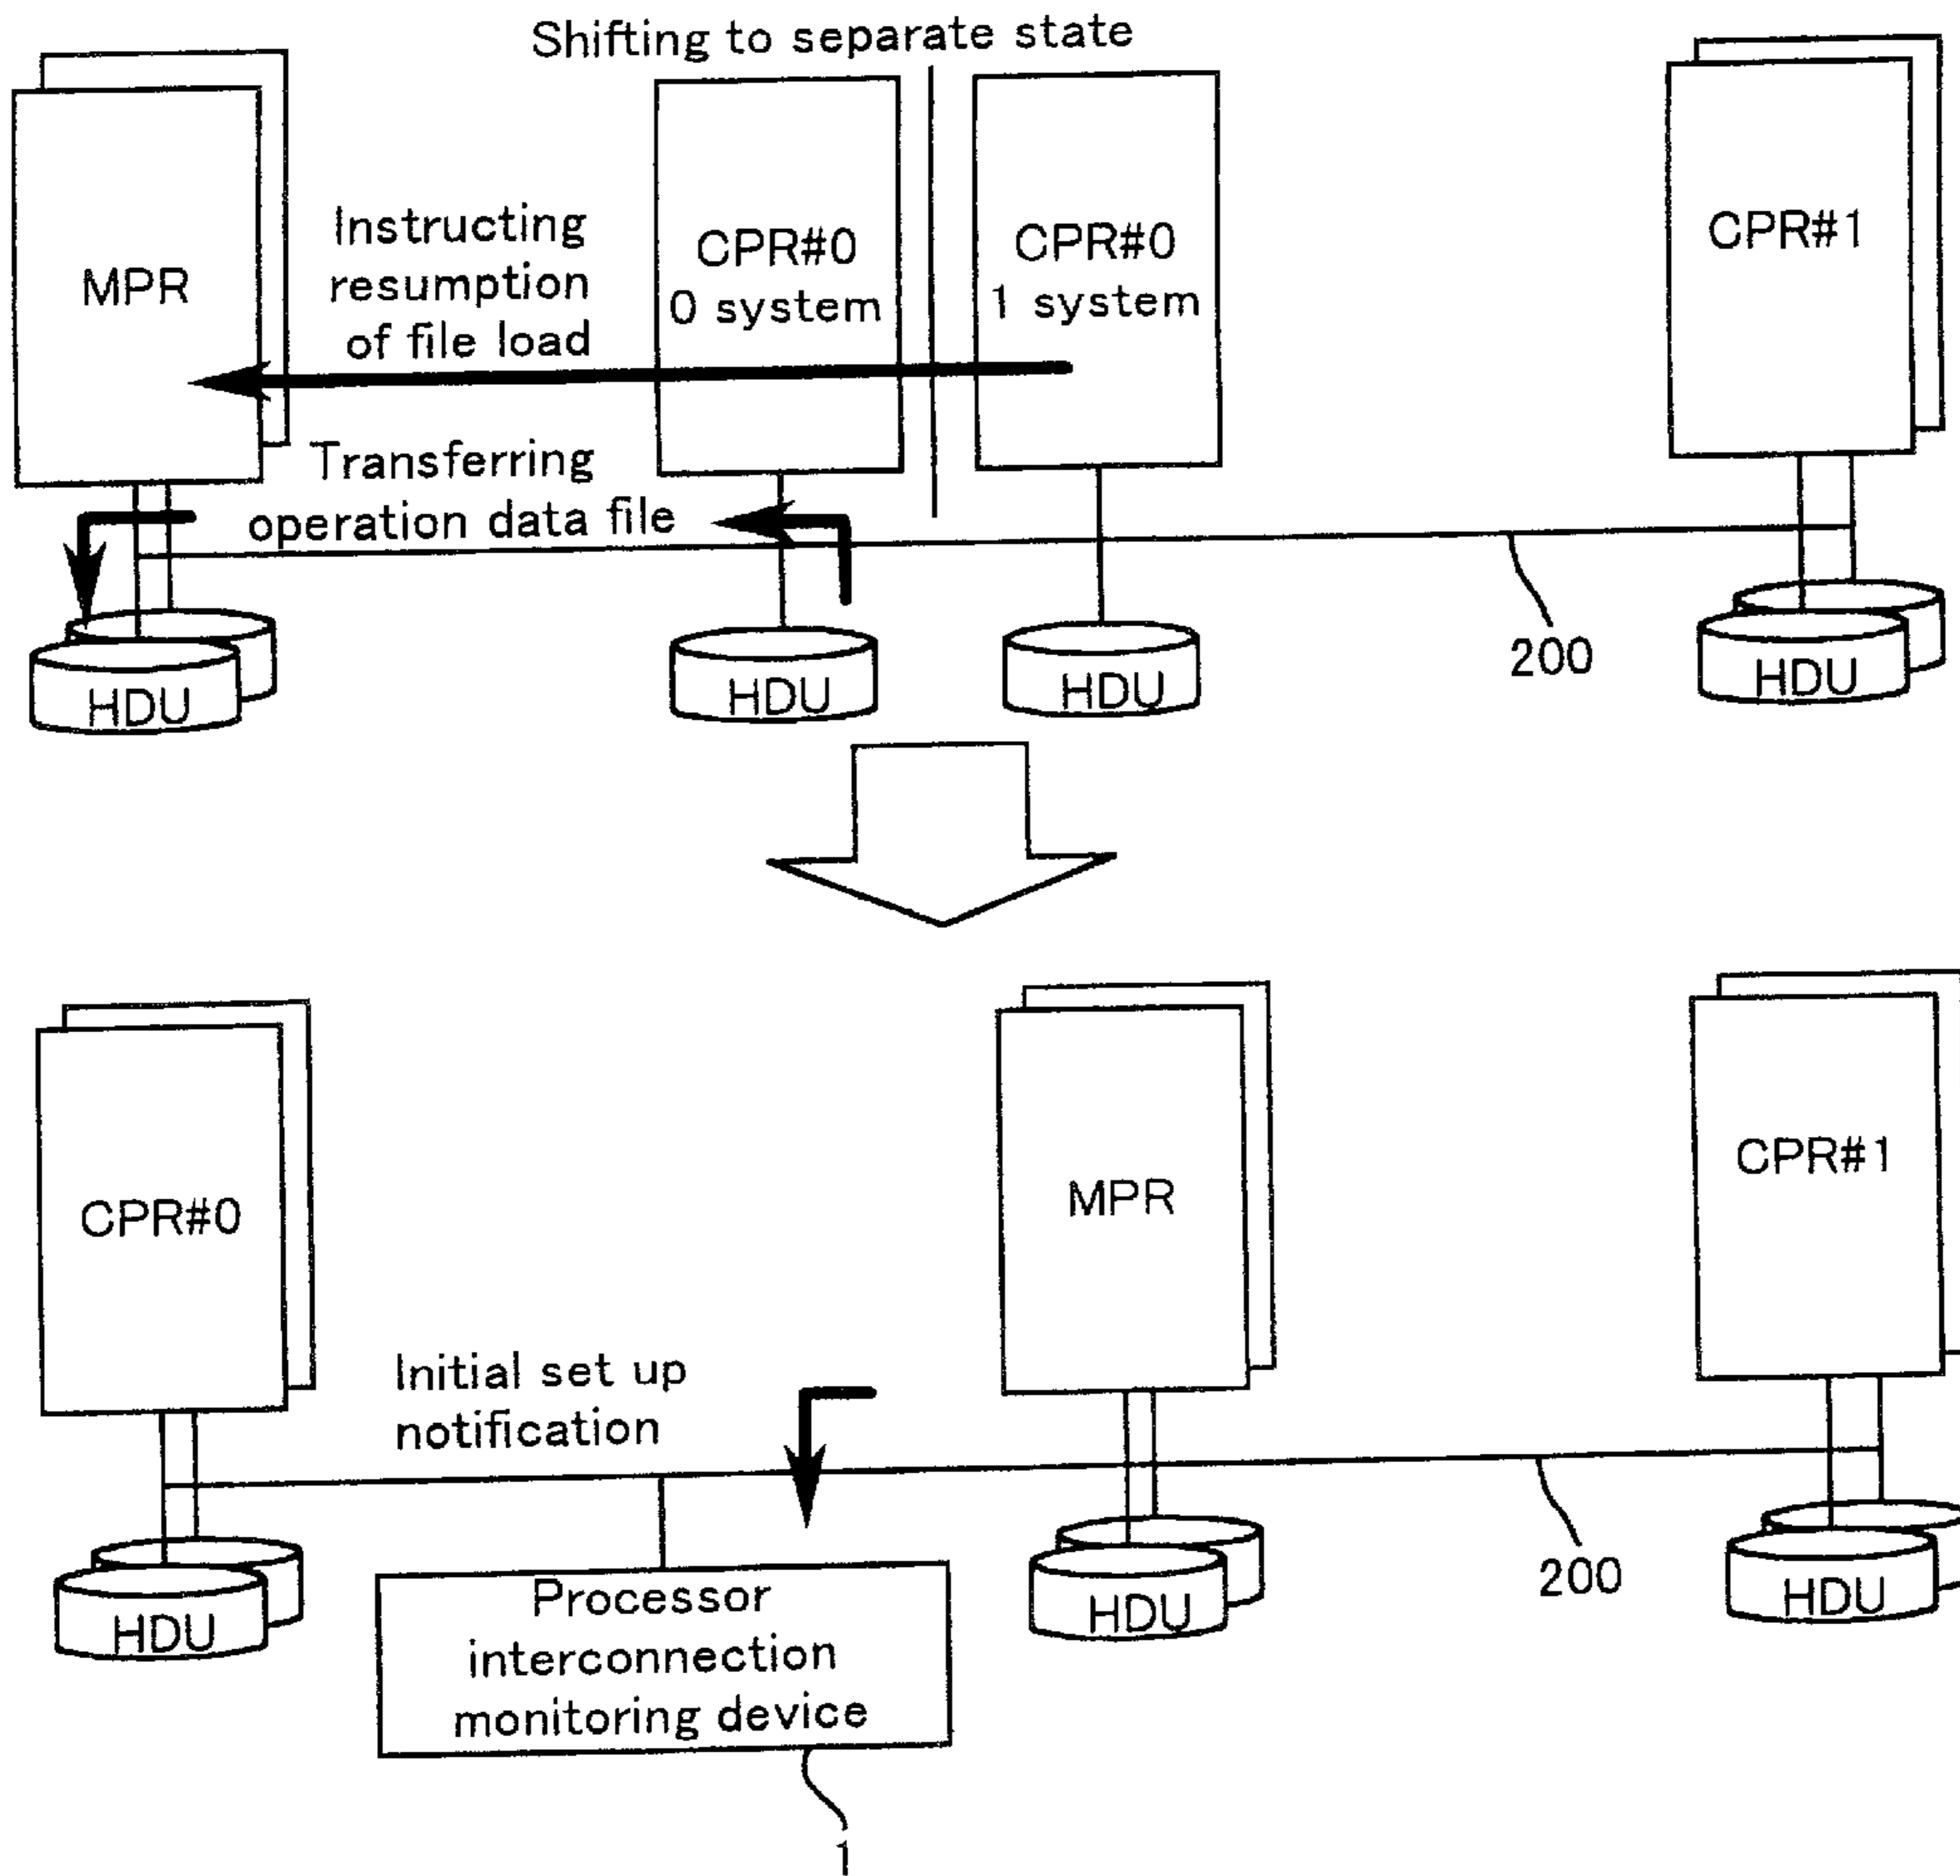 Shifting to separate state
MPR
Instructing
resumption
of file load
CPR#0
0 system
CPR#0
1 system
CPR#1
Transferring
operation data file
HDU
HDU
HDU
200
HDU
CPR#0
MPR
CPR#1
Initial set up
notification
HDU
Processor
interconnection
monitoring device
HDU
200
HDU
1